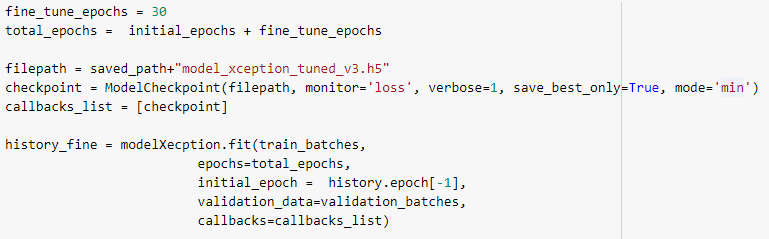 fine_tune_epochs = 30
total_epochs =  initial_epochs + fine_tune_epochs
filepath = saved_path+"model_xception_tuned_v3.h5"
checkpoint = ModelCheckpoint(filepath, monitor='loss', verbose=1, save_best_only=True, mode='min')
callbacks_list = [checkpoint]
history_fine = modelXecption.fit(train_batches,
                         epochs=total_epochs,
                         initial_epoch =  history.epoch[-1],
                         validation_data=validation_batches,
                         callbacks=callbacks_list)